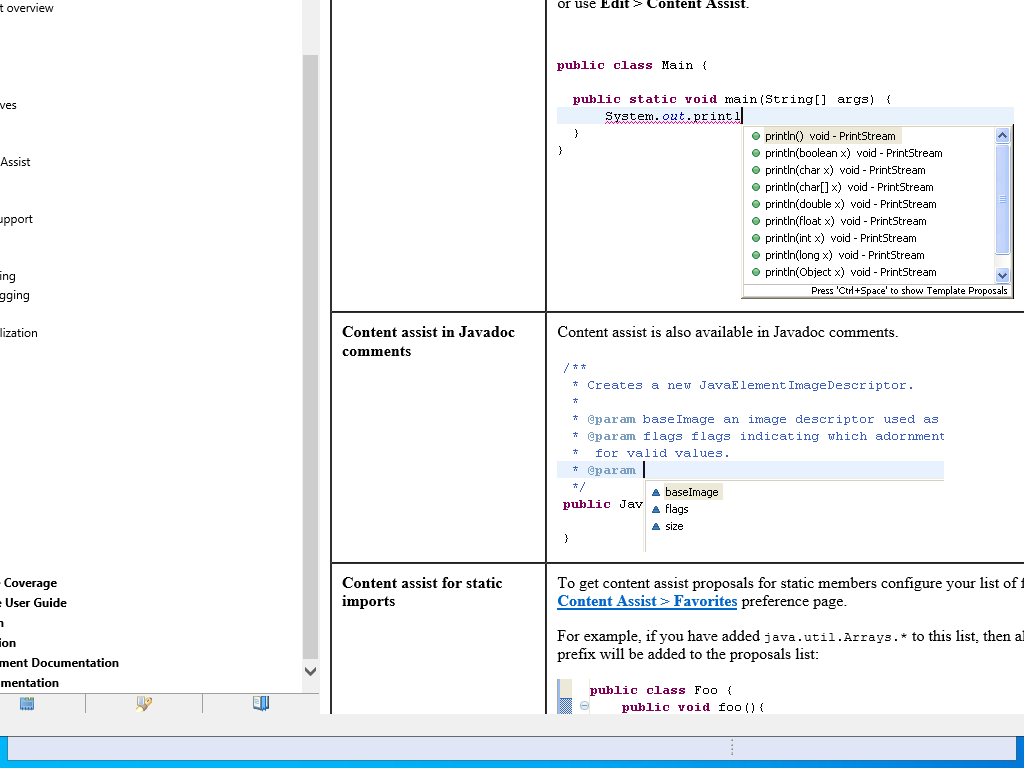 t overview
ves
Assist
upport
ing
gging
lization
Coverage
User Guide
n
ion
ment Documentation
mentation
or use Edit > Content Assist.
public class Main {
public static void main(String[] args) {
System.out.printl
}
}
println() void - PrintStream
println(boolean x) void - PrintStream
println(char x) void - PrintStream
println(char[] x) void - PrintStream
println(double x) void - PrintStream
println(float x) void - PrintStream
println(int x) void - PrintStream
println(long x) void - PrintStream
println(Object x) void - PrintStream
Press 'Ctrl+Space' to show Template Proposals
Content assist in Javadoc
comments
Content assist is also available in Javadoc comments.
/**
* Creates a new JavaElementImageDescriptor.
*
* @param baseImage an image descriptor used as
* @param flags flags indicating which adornment
* for valid values.
* @param
*/
public Jav
}
baseImage
flags
size
Content assist for static
imports
To get content assist proposals for static members configure your list of f
Content Assist > Favorites preference page.
For example, if you have added java.util.Arrays.* to this list, then al
prefix will be added to the proposals list:
public class Foo {
public void foo(){